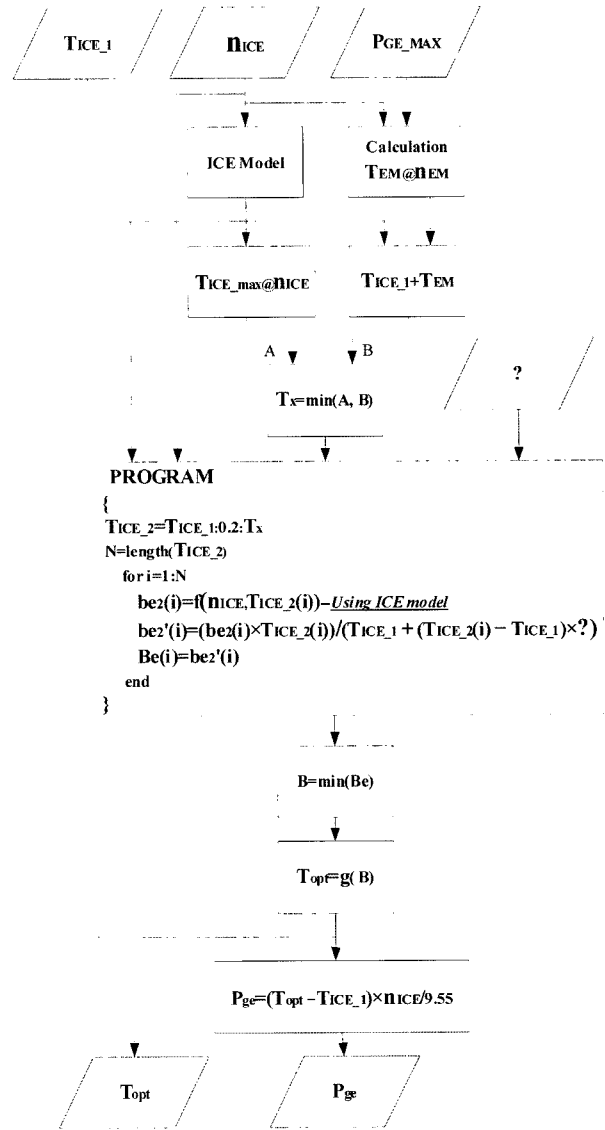 TICE_1
nICE
PGE_MAX
ICE Model
Calculation
TEM@nEM
TICE_max@nICE
TICE_1+TEM
A
B
?
Tx=min(A, B)
PROGRAM
{
TICE_2=TICE_1:0.2:Tx
N=length(TICE_2)
for i=1:N
be2(i)=f(nICE,TICE_2(i))–Using ICE model
be2'(i)=(be2(i)×TICE_2(i))/(TICE_1 + (TICE_2(i) − TICE_1)×?)
Be(i)=be2'(i)
end
}
B=min(Be)
Topt=g( B)
Pge=(Topt −TICE_1)×nICE/9.55
Topt
Pge